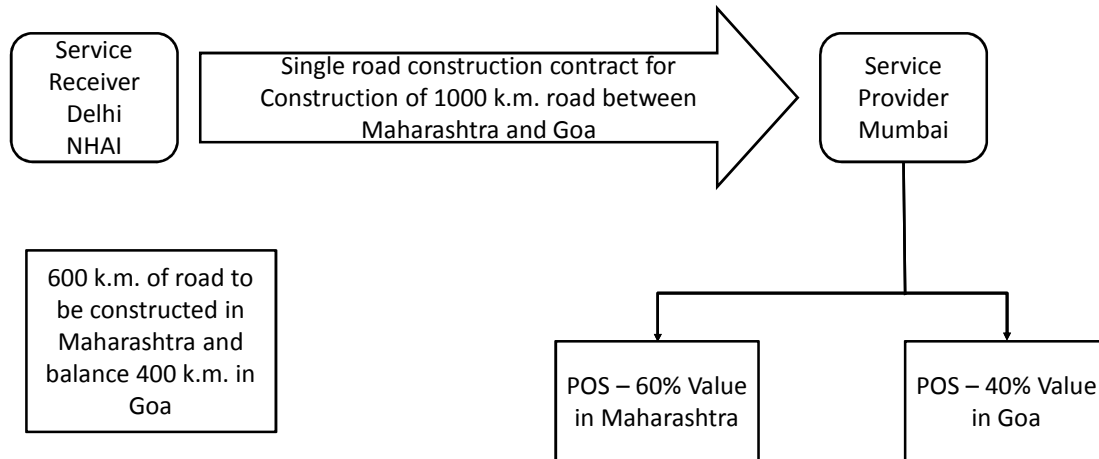 Service
Receiver
Delhi
NHAI
Single road construction contract for
Construction of 1000 k.m. road between
Maharashtra and Goa
Service
Provider
Mumbai
600 k.m. of road to
be constructed in
Maharashtra and
balance 400 k.m. in
Goa
POS – 60% Value
in Maharashtra
POS – 40% Value
in Goa